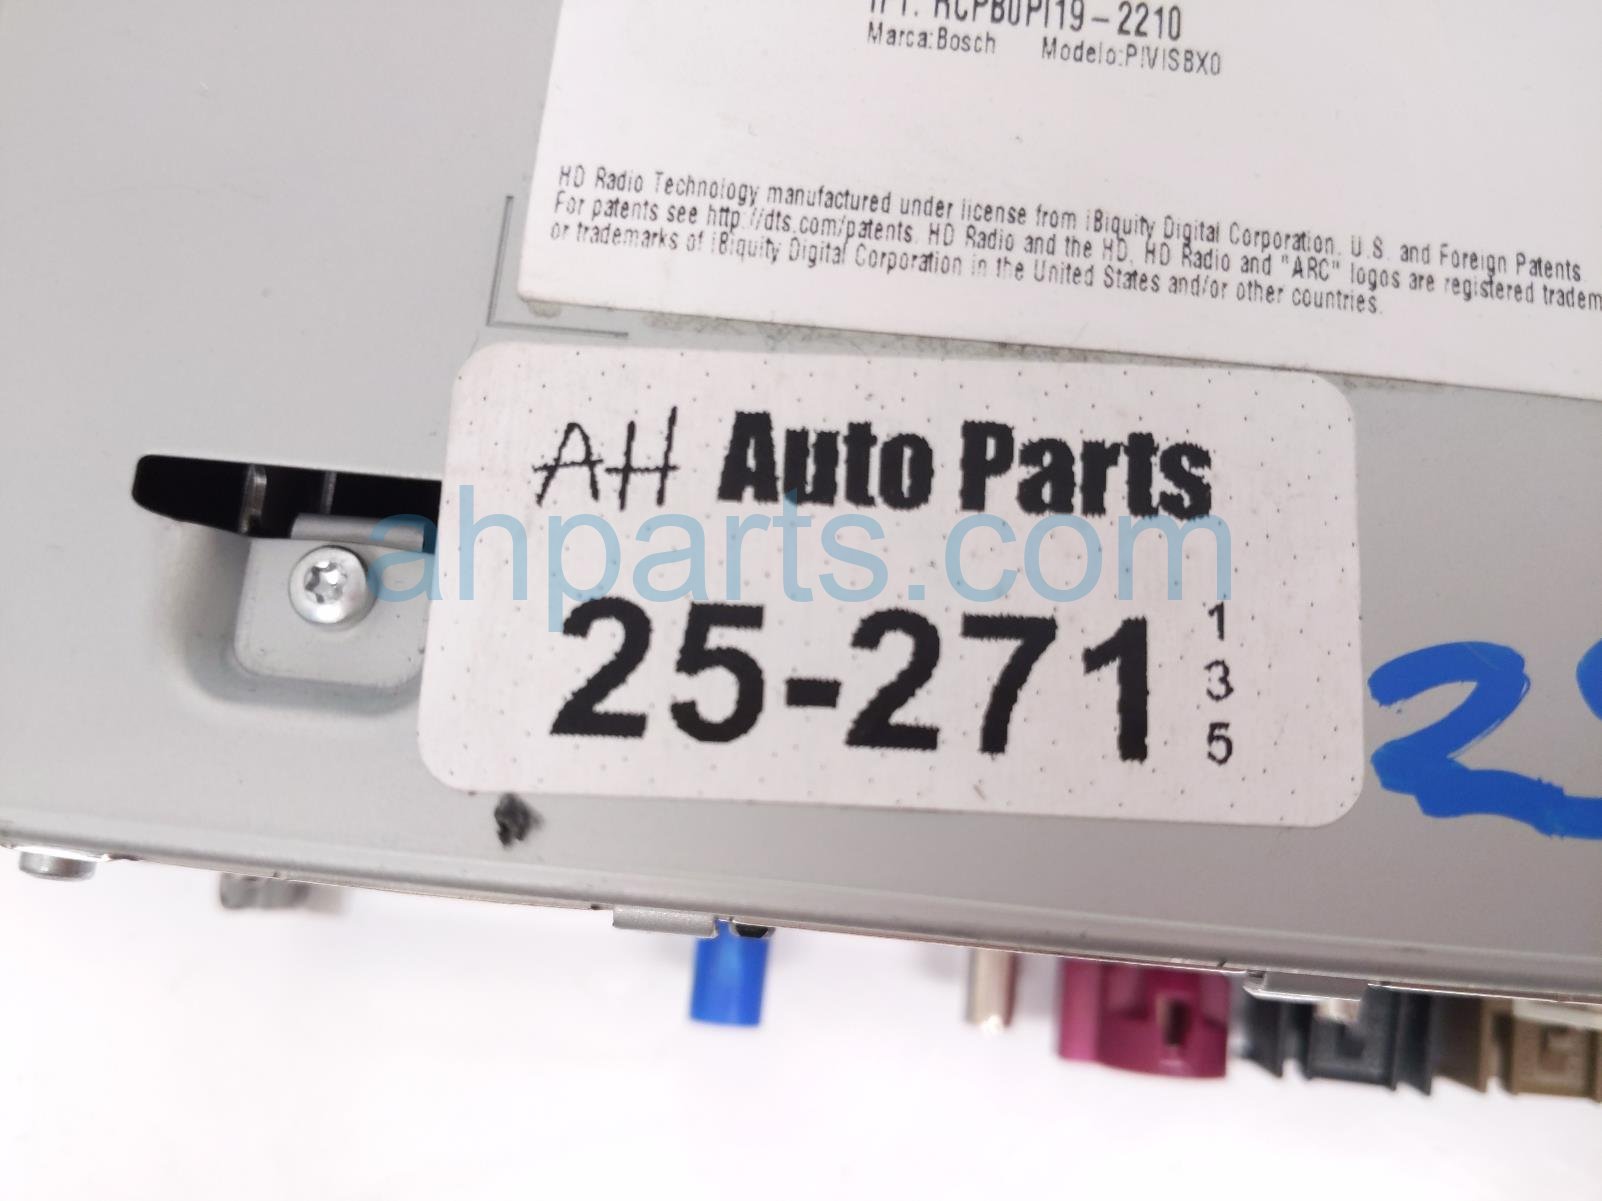 IFT: RCPBOPI19-2210
Marca:Bosch Modelo:PIVISBX0
HD Radio Technology manufactured under license from iBiquity Digital Corporation. U.S. and Foreign Patents.
For patents see http://dts.com/patents. HD Radio and the HD, HD Radio and "ARC" logos are registered
or trademarks of iBiquity Digital Corporation in the United States and/or other countries.
AH Auto Parts
ahparts.com
25-271
1
3
5